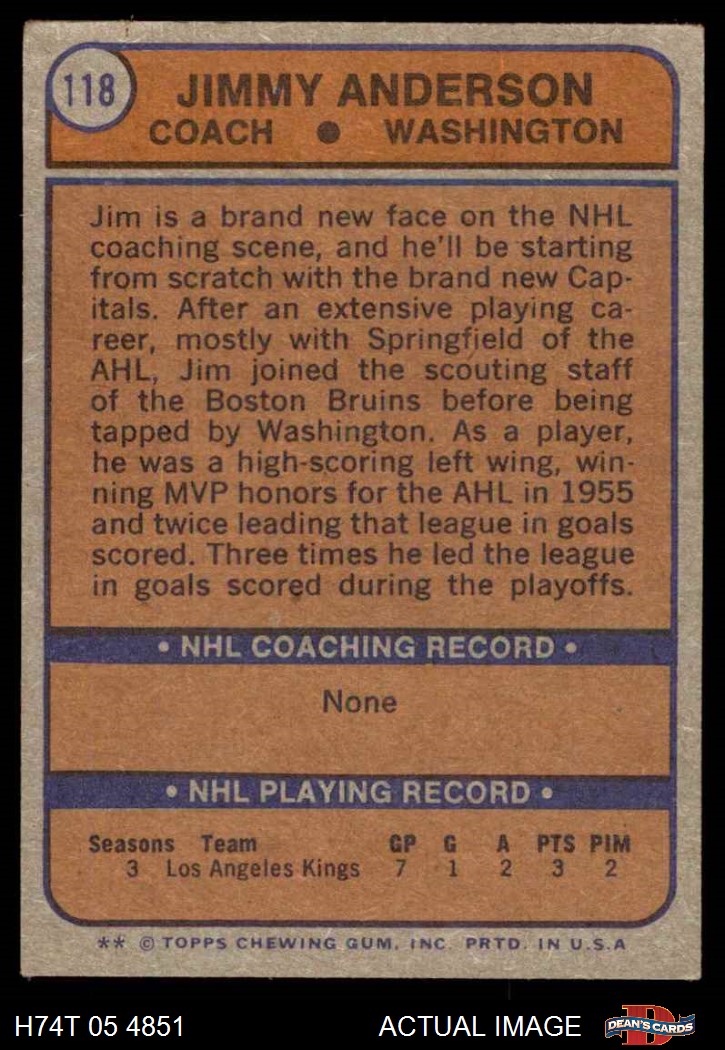 118
JIMMY ANDERSON
COACH ● WASHINGTON
Jim is a brand new face on the NHL
coaching scene, and he'll be starting
from scratch with the brand new Cap-
itals. After an extensive playing ca-
reer, mostly with Springfield of the
AHL, Jim joined the scouting staff
of the Boston Bruins before being
tapped by Washington. As a player,
he was a high-scoring left wing, win-
ning MVP honors for the AHL in 1955
and twice leading that league in goals
scored. Three times he led the league
in goals scored during the playoffs.
• NHL COACHING RECORD •
None
• NHL PLAYING RECORD •
Seasons Team GP G A PTS PIM
3 Los Angeles Kings 7 1 2 3 2
** © TOPPS CHEWING GUM, INC. PRTD. IN U.S.A
H74T 05 4851 ACTUAL IMAGE
D
DEAN'S CARDS